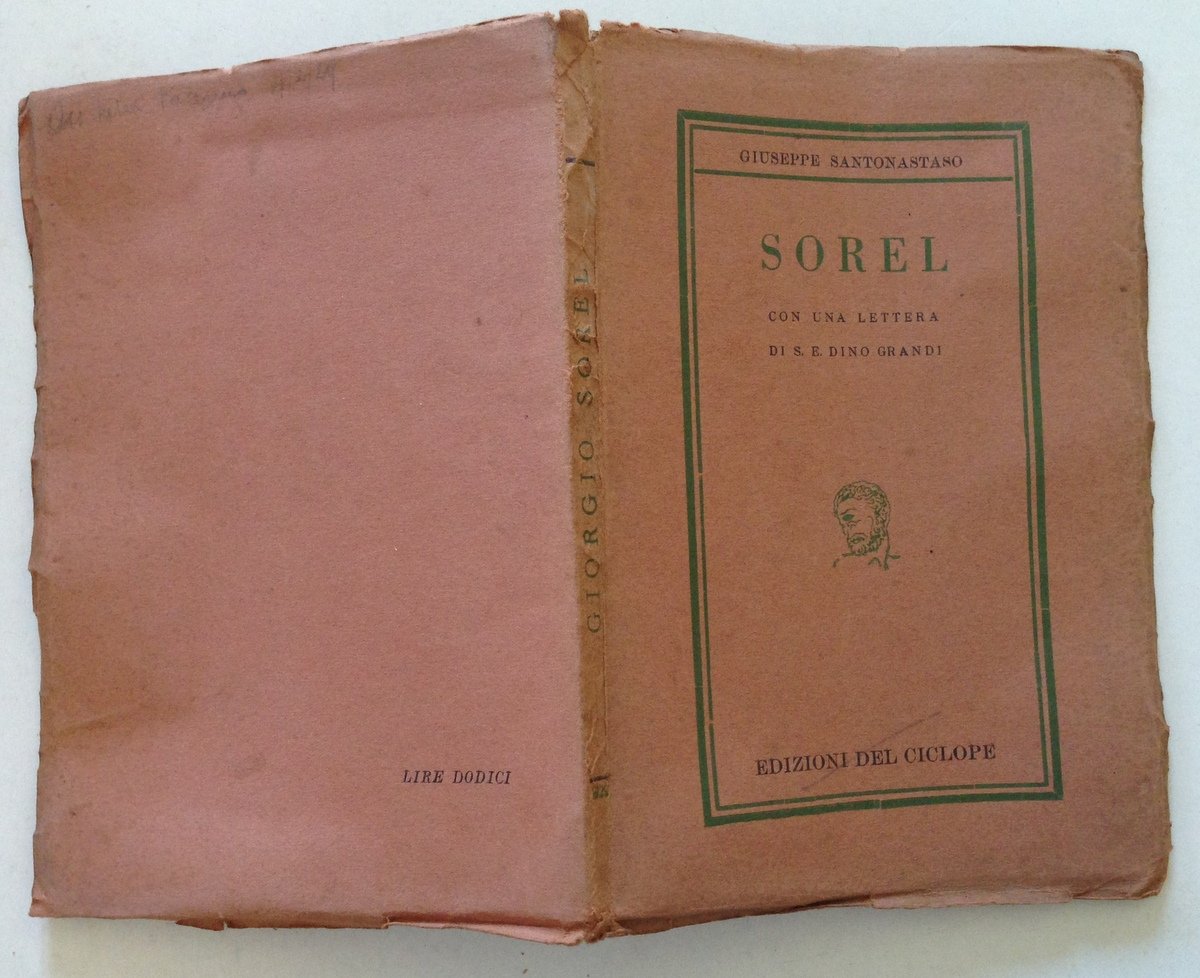 GIUSEPPE SANTONASTASO
SOREL
CON UNA LETTERA
DI S. E. DINO GRANDI
EDIZIONI DEL CICLOPE
GIORGIO SOREL
LIRE DODICI